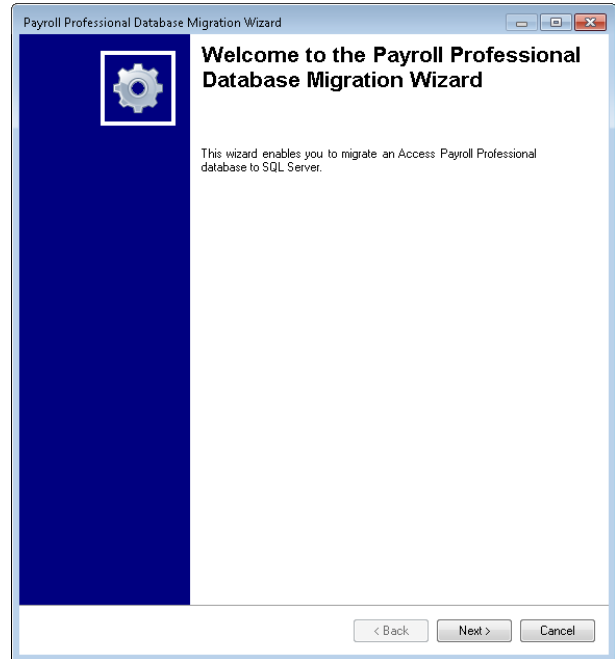 Payroll Professional Database Migration Wizard
Welcome to the Payroll Professional
Database Migration Wizard
This wizard enables you to migrate an Access Payroll Professional
database to SQL Server.
< Back
Next >
Cancel